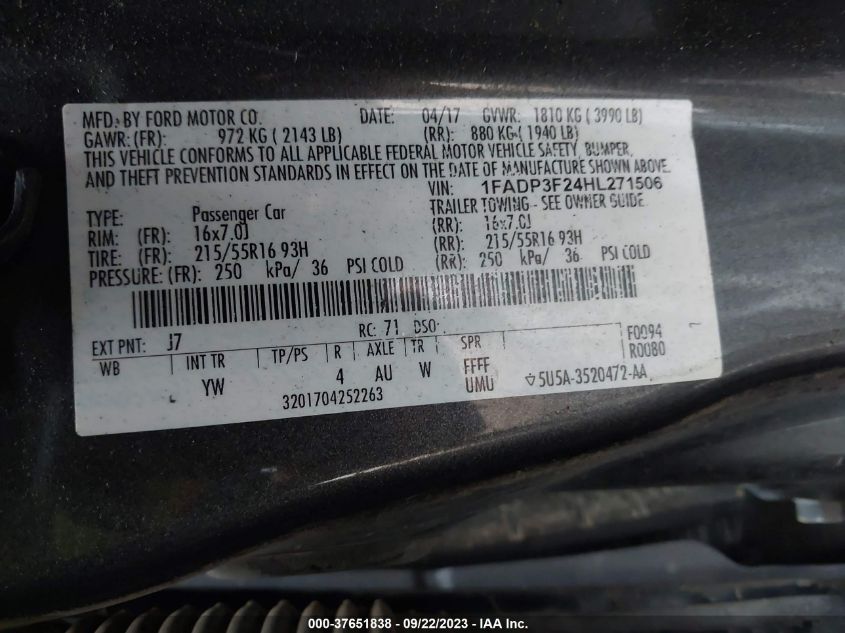 MFD. BY FORD MOTOR CO. DATE: 04/17 GVWR: 1810 KG ( 3990 LB)
GAWR: (FR): 972 KG ( 2143 LB) (RR): 880 KG ( 1940 LB)
THIS VEHICLE CONFORMS TO ALL APPLICABLE FEDERAL MOTOR VEHICLE SAFETY, BUMPER,
AND THEFT PREVENTION STANDARDS IN EFFECT ON THE DATE OF MANUFACTURE SHOWN ABOVE.
VIN: 1FADP3F24HL271506
TYPE: Passenger Car TRAILER TOWING - SEE OWNER GUIDE
RIM: (FR): 16x7.0J (RR): 16x7.0J
TIRE: (FR): 215/55R16 93H (RR): 215/55R16 93H
PRESSURE: (FR): 250 kPa/ 36 PSI COLD (RR): 250 kPa/ 36 PSI COLD
EXT PNT: J7 RC: 71 DSO: F0094
R0080
WB INT TR TP/PS R AXLE TR SPR
YW 4 AU W FFFF
UMU
3201704252263 5U5A-3520472-AA
000-37651838 - 09/22/2023 - IAA Inc.